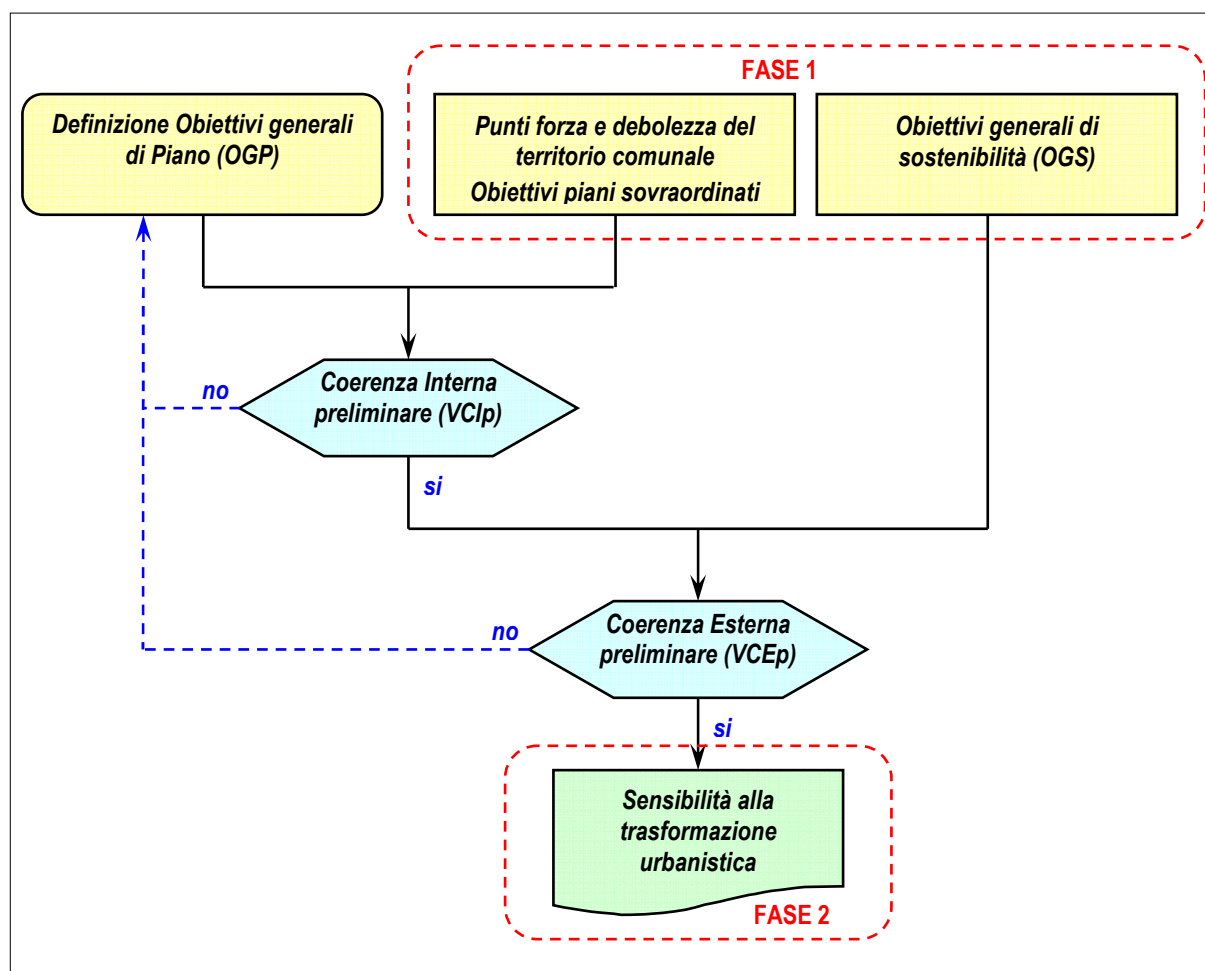 FASE 1
Definizione Obiettivi generali
di Piano (OGP)
Punti forza e debolezza del
territorio comunale
Obiettivi piani sovraordinati
Obiettivi generali di
sostenibilità (OGS)
no
Coerenza Interna
preliminare (VCIp)
si
no
Coerenza Esterna
preliminare (VCEp)
si
Sensibilità alla
trasformazione
urbanistica
FASE 2